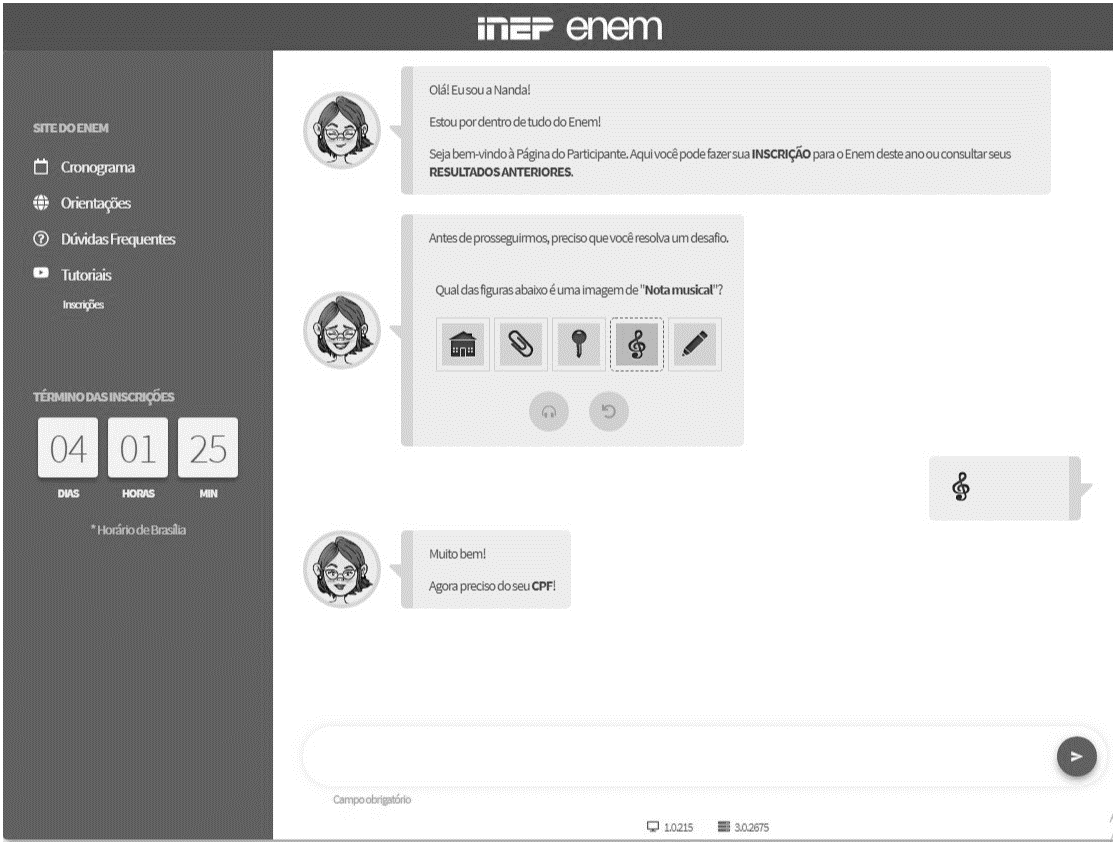 inep enem
SITE DO ENEM
Cronograma
Orientações
Dúvidas Frequentes
Tutoriais
Inscrições
TÉRMINO DAS INSCRIÇÕES
04 01 25
DIAS HORAS MIN
* Horário de Brasília
Olá! Eu sou a Nanda!
Estou por dentro de tudo do Enem!
Seja bem-vindo à Página do Participante. Aqui você pode fazer sua INSCRIÇÃO para o Enem deste ano ou consultar seus
RESULTADOS ANTERIORES.
Antes de prosseguirmos, preciso que você resolva um desafio.
Qual das figuras abaixo é uma imagem de "Nota musical"?
Muito bem!
Agora preciso do seu CPF!
Campo obrigatório
1.0.215 3.0.2675